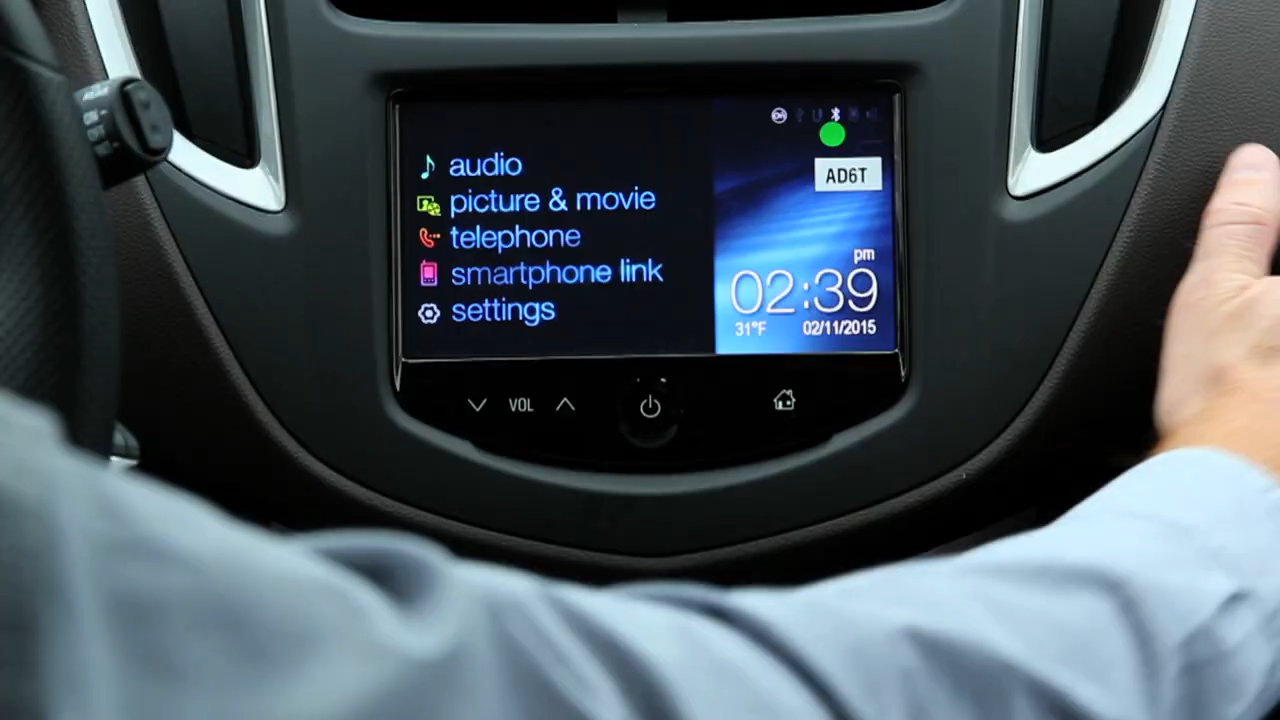 audio
picture & movie
telephone
smartphone link
settings
AD6T
pm
02:39
31°F
02/11/2015
VOL